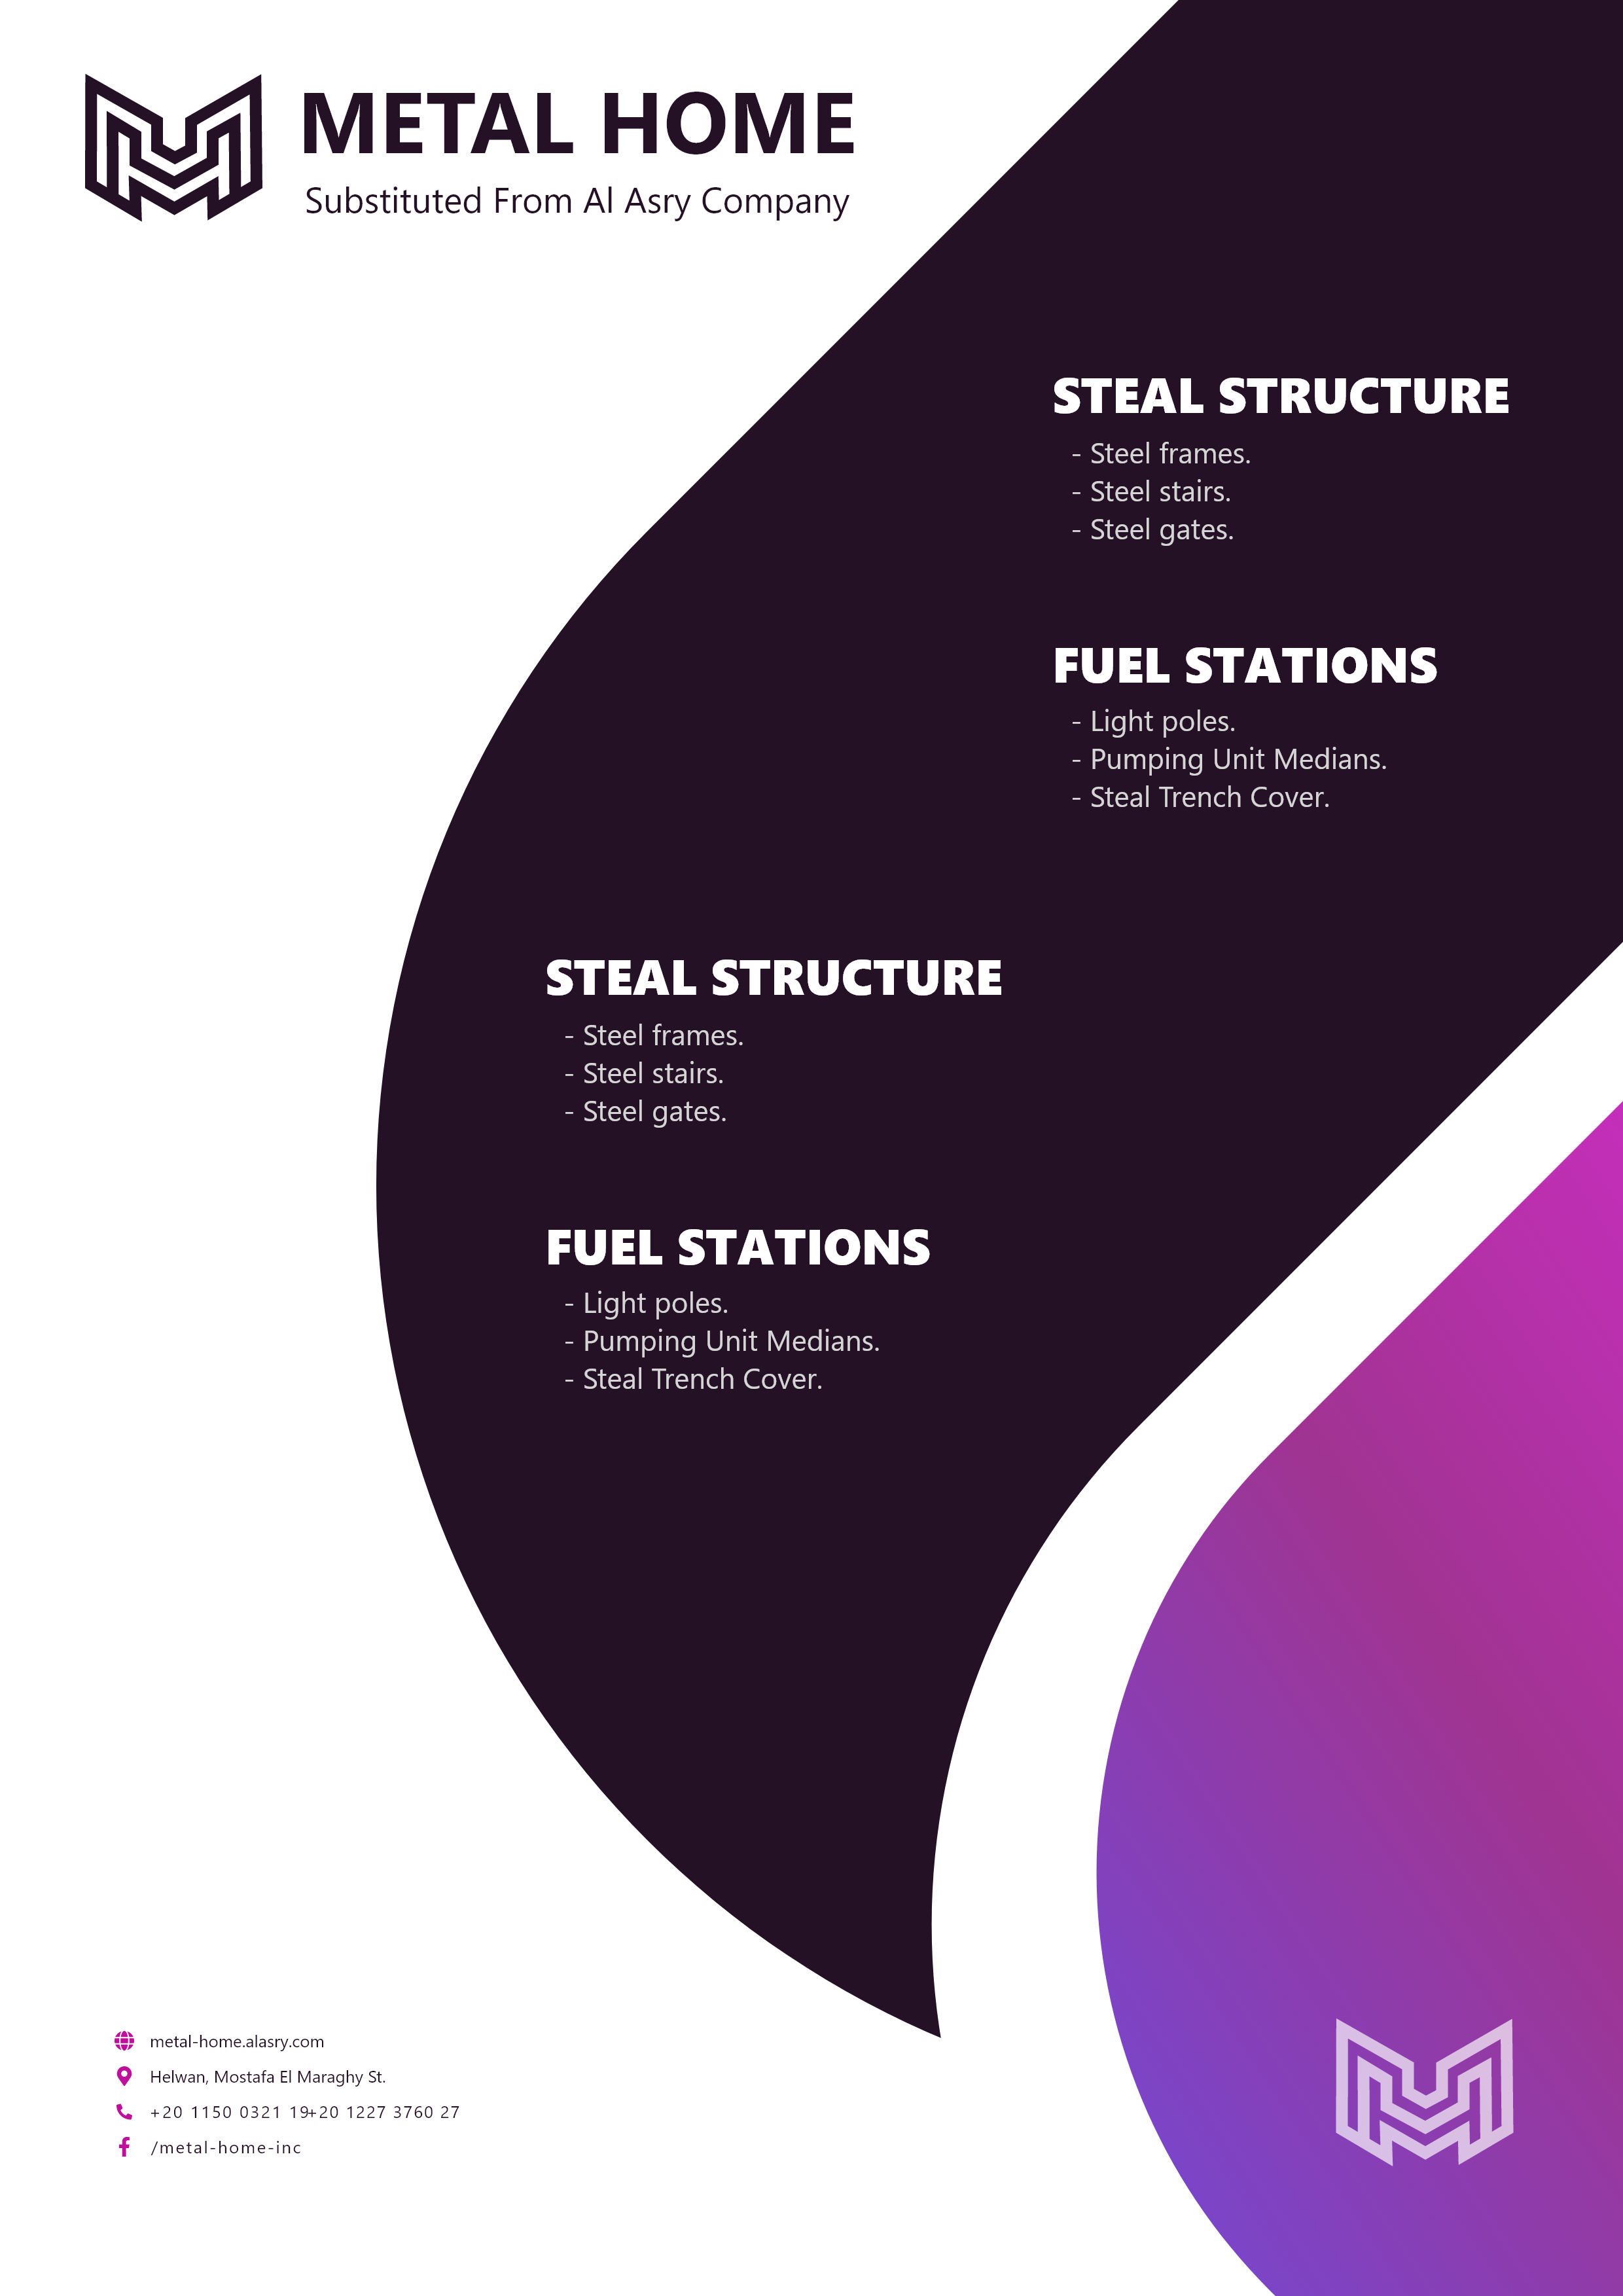 METAL HOME
Substituted From Al Asry Company
STEAL STRUCTURE
- Steel frames.
- Steel stairs.
- Steel gates.
FUEL STATIONS
- Light poles.
- Pumping Unit Medians.
- Steal Trench Cover.
STEAL STRUCTURE
- Steel frames.
- Steel stairs.
- Steel gates.
FUEL STATIONS
- Light poles.
- Pumping Unit Medians.
- Steal Trench Cover.
metal-home.alasry.com
Helwan, Mostafa El Maraghy St.
+20 1150 0321 19+20 1227 3760 27
/metal-home-inc